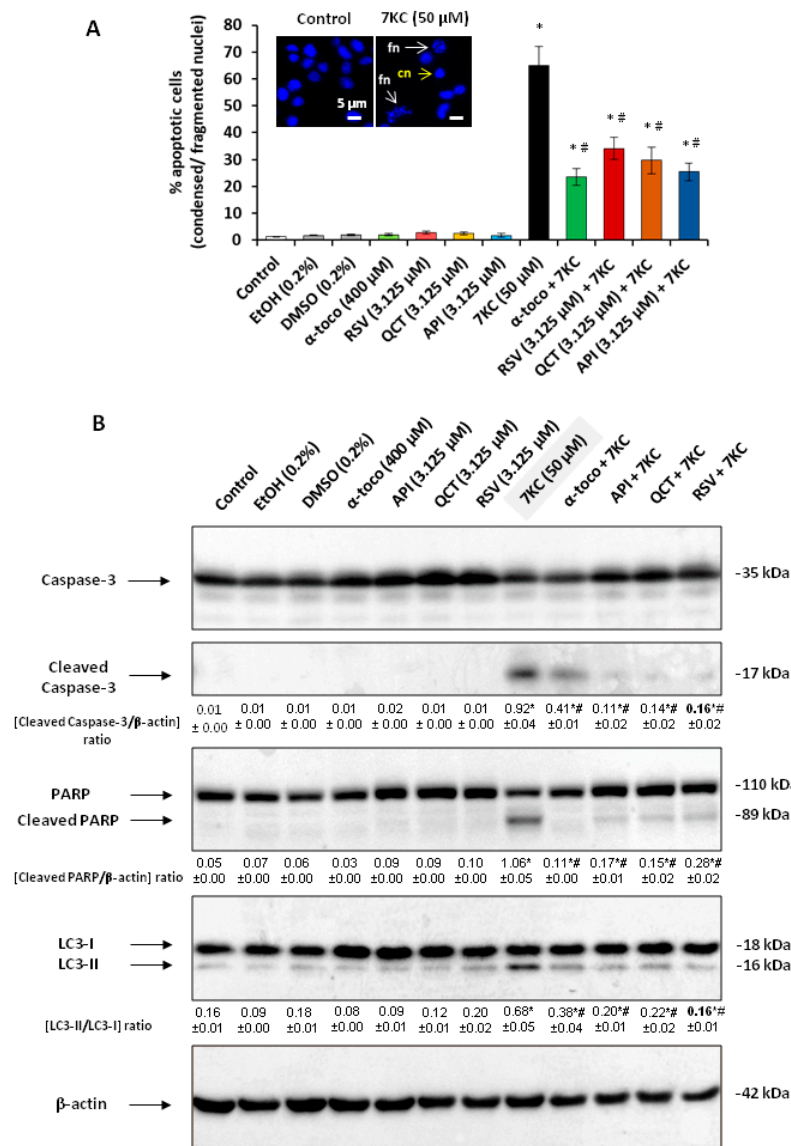 A
Control 7KC (50 µM)
fn
cn
fn
5 µm
% apoptotic cells
(condensed/ fragmented nuclei)
80
70
60
50
40
30
20
10
0
*
* #
* #
* #
* #
Control
EtOH (0.2%)
DMSO (0.2%)
α-toco (400 µM)
RSV (3.125 µM)
QCT (3.125 µM)
API (3.125 µM)
7KC (50 µM)
α-toco + 7KC
RSV (3.125 µM) + 7KC
QCT (3.125 µM) + 7KC
API (3.125 µM) + 7KC
B
Control
EtOH (0.2%)
DMSO (0.2%)
α-toco (400 µM)
API (3.125 µM)
QCT (3.125 µM)
RSV (3.125 µM)
7KC (50 µM)
α-toco + 7KC
API + 7KC
QCT + 7KC
RSV + 7KC
Caspase-3 -35 kDa
Cleaved
Caspase-3
-17 kDa
0.01 0.01 0.01 0.01 0.02 0.01 0.01 0.92* 0.41*# 0.11*# 0.14*# 0.16*#
± 0.00 ± 0.00 ± 0.00 ± 0.00 ± 0.00 ± 0.00 ± 0.00 ±0.04 ±0.01 ±0.02 ±0.02 ±0.02
[Cleaved Caspase-3/β-actin]
ratio
PARP -110 kDa
Cleaved PARP -89 kDa
0.05 0.07 0.06 0.03 0.09 0.09 0.10 1.06* 0.11*# 0.17*# 0.15*# 0.28*#
[Cleaved PARP/β-actin] ratio ±0.00 ±0.00 ±0.00 ±0.00 ±0.00 ±0.00 ±0.00 ±0.05 ±0.00 ±0.01 ±0.02 ±0.02
LC3-I -18 kDa
LC3-II -16 kDa
0.16 0.09 0.18 0.08 0.09 0.12 0.20 0.68* 0.38*# 0.20*# 0.22*# 0.16*#
[LC3-II/LC3-I] ratio ±0.01 ±0.00 ±0.01 ±0.00 ±0.01 ±0.01 ±0.02 ±0.05 ±0.04 ±0.01 ±0.02 ±0.01
β-actin -42 kDa